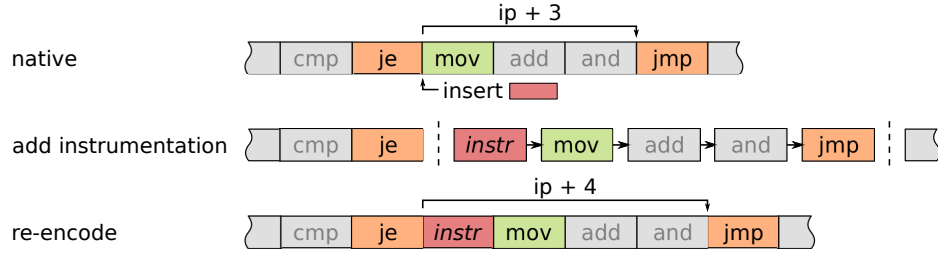 ip + 3
native cmp je mov add and jmp
insert
add instrumentation cmp je instr mov add and jmp
ip + 4
re-encode cmp je instr mov add and jmp